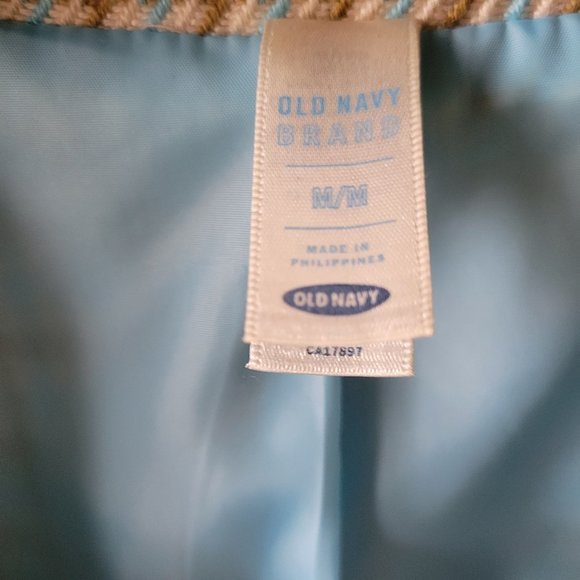 OLD NAVY
BRAND
M/M
MADE IN
PHILIPPINES
OLD NAVY
CA17897